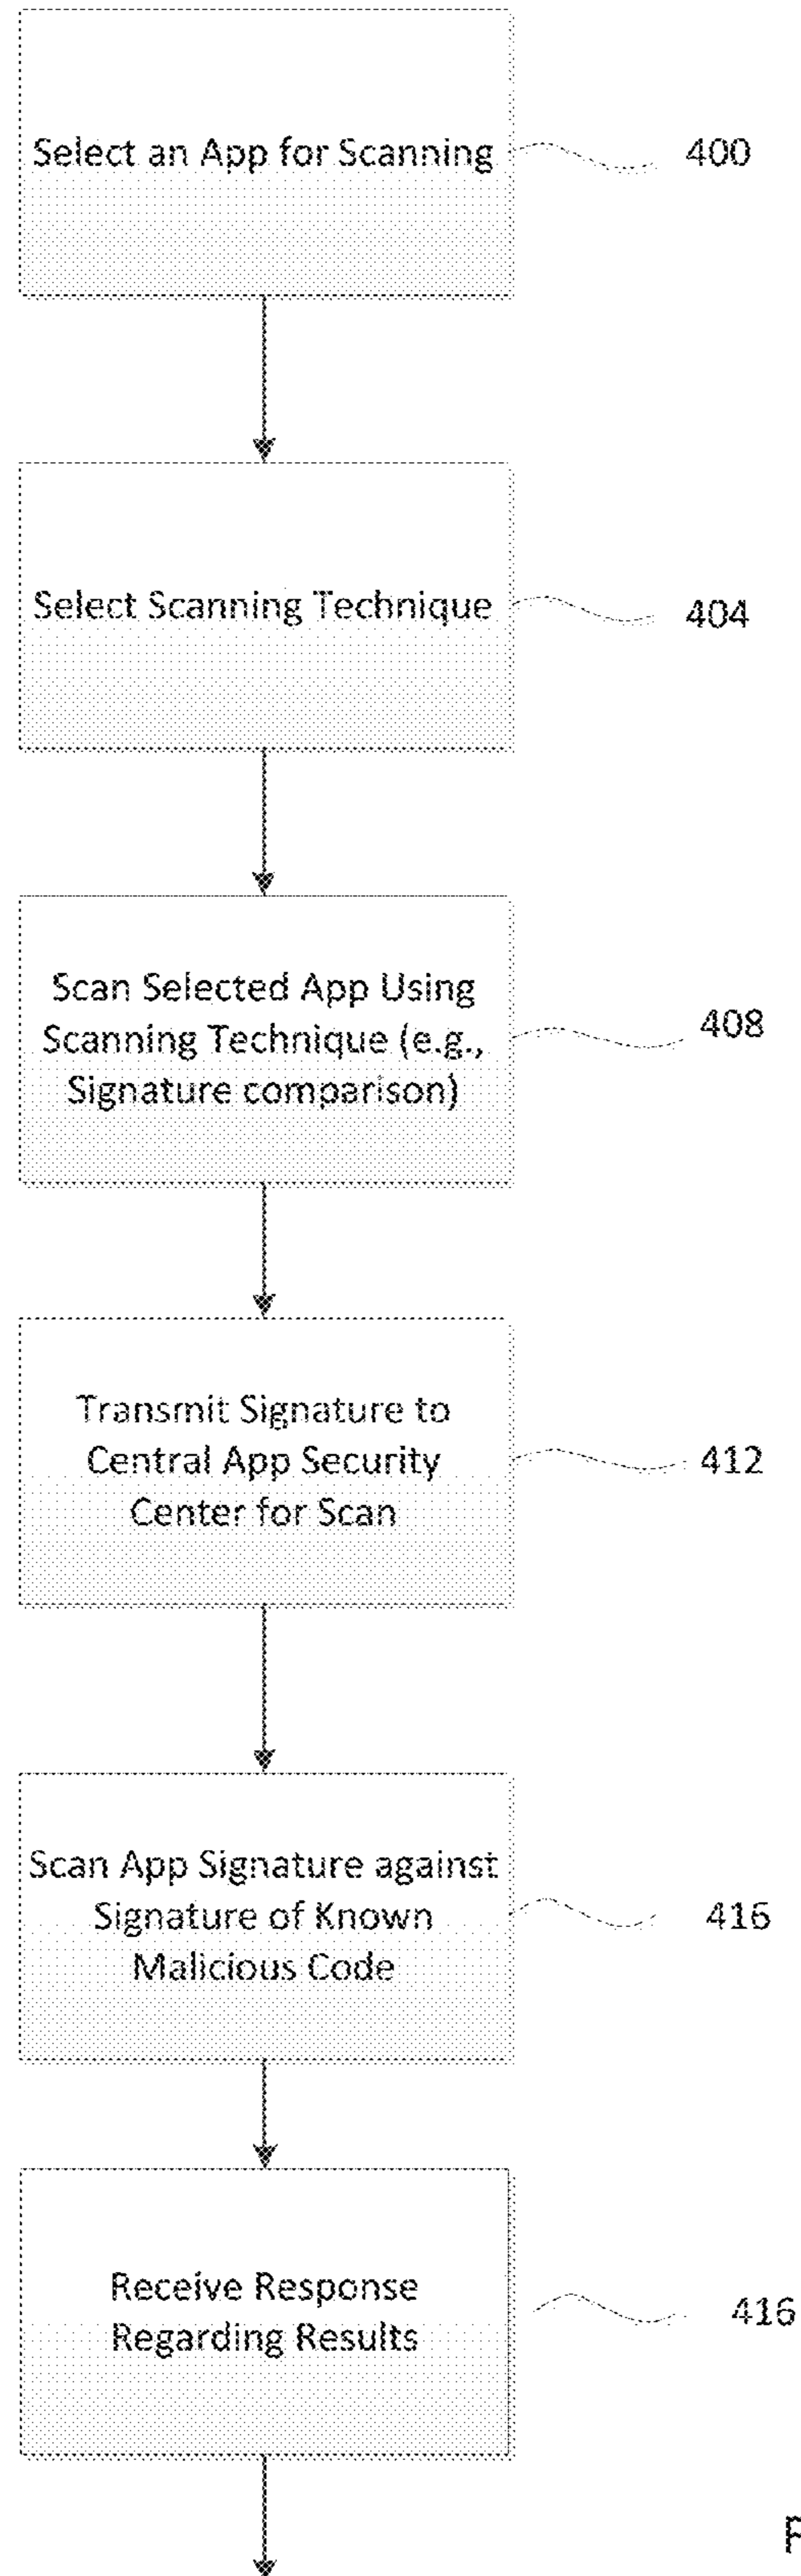 Select an App for Scanning
400
Select Scanning Technique
404
Scan Selected App Using
Scanning Technique (e.g.,
Signature comparison)
408
Transmit Signature to
Central App Security
Center for Scan
412
Scan App Signature against
Signature of Known
Malicious Code
416
Receive Response
Regarding Results
416